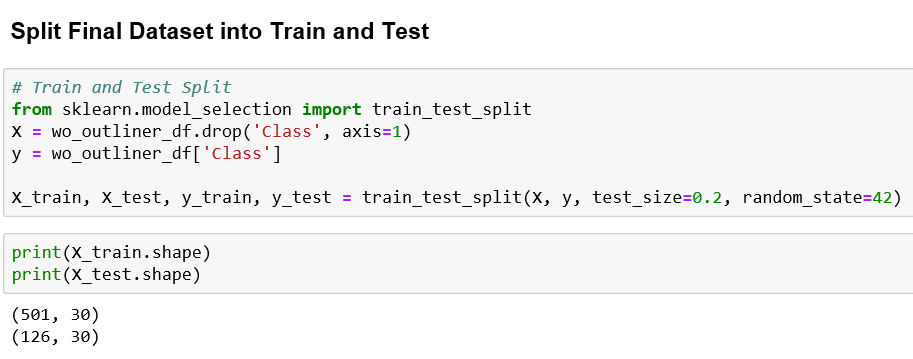 Split Final Dataset into Train and Test
# Train and Test Split
from sklearn.model_selection import train_test_split
X = wo_outliner_df.drop('Class', axis=1)
y = wo_outliner_df['Class']
X_train, X_test, y_train, y_test = train_test_split(X, y, test_size=0.2, random_state=42)
print(X_train.shape)
print(X_test.shape)
(501, 30)
(126, 30)